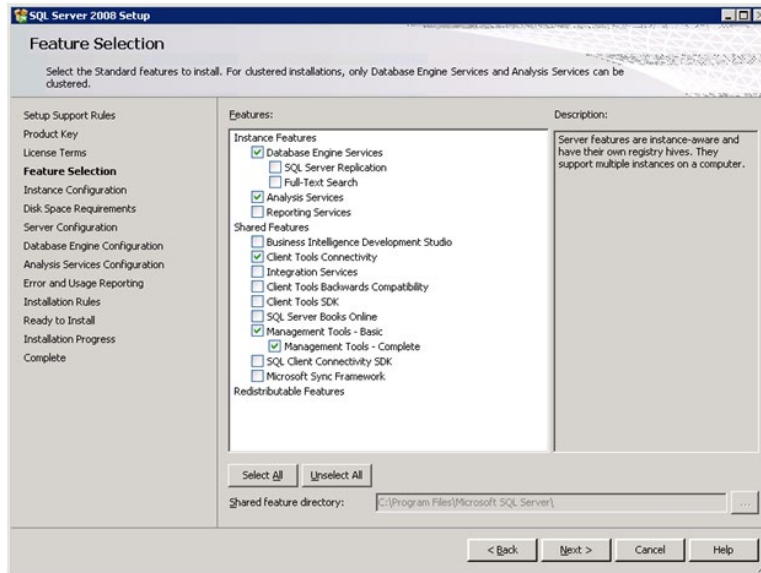 SQL Server 2008 Setup
Feature Selection
Select the Standard features to install. For clustered installations, only Database Engine Services and Analysis Services can be
clustered.
Setup Support Rules
Product Key
License Terms
Feature Selection
Instance Configuration
Disk Space Requirements
Server Configuration
Database Engine Configuration
Analysis Services Configuration
Error and Usage Reporting
Installation Rules
Ready to Install
Installation Progress
Complete
Features:
Instance Features
Database Engine Services
SQL Server Replication
Full-Text Search
Analysis Services
Reporting Services
Shared Features
Business Intelligence Development Studio
Client Tools Connectivity
Integration Services
Client Tools Backwards Compatibility
Client Tools SDK
SQL Server Books Online
Management Tools - Basic
Management Tools - Complete
SQL Client Connectivity SDK
Microsoft Sync Framework
Redistributable Features
Description:
Server features are instance-aware and
have their own registry hives. They
support multiple instances on a computer.
Select All
Unselect All
Shared feature directory:
C:\Program Files\Microsoft SQL Server\
...
< Back
Next >
Cancel
Help